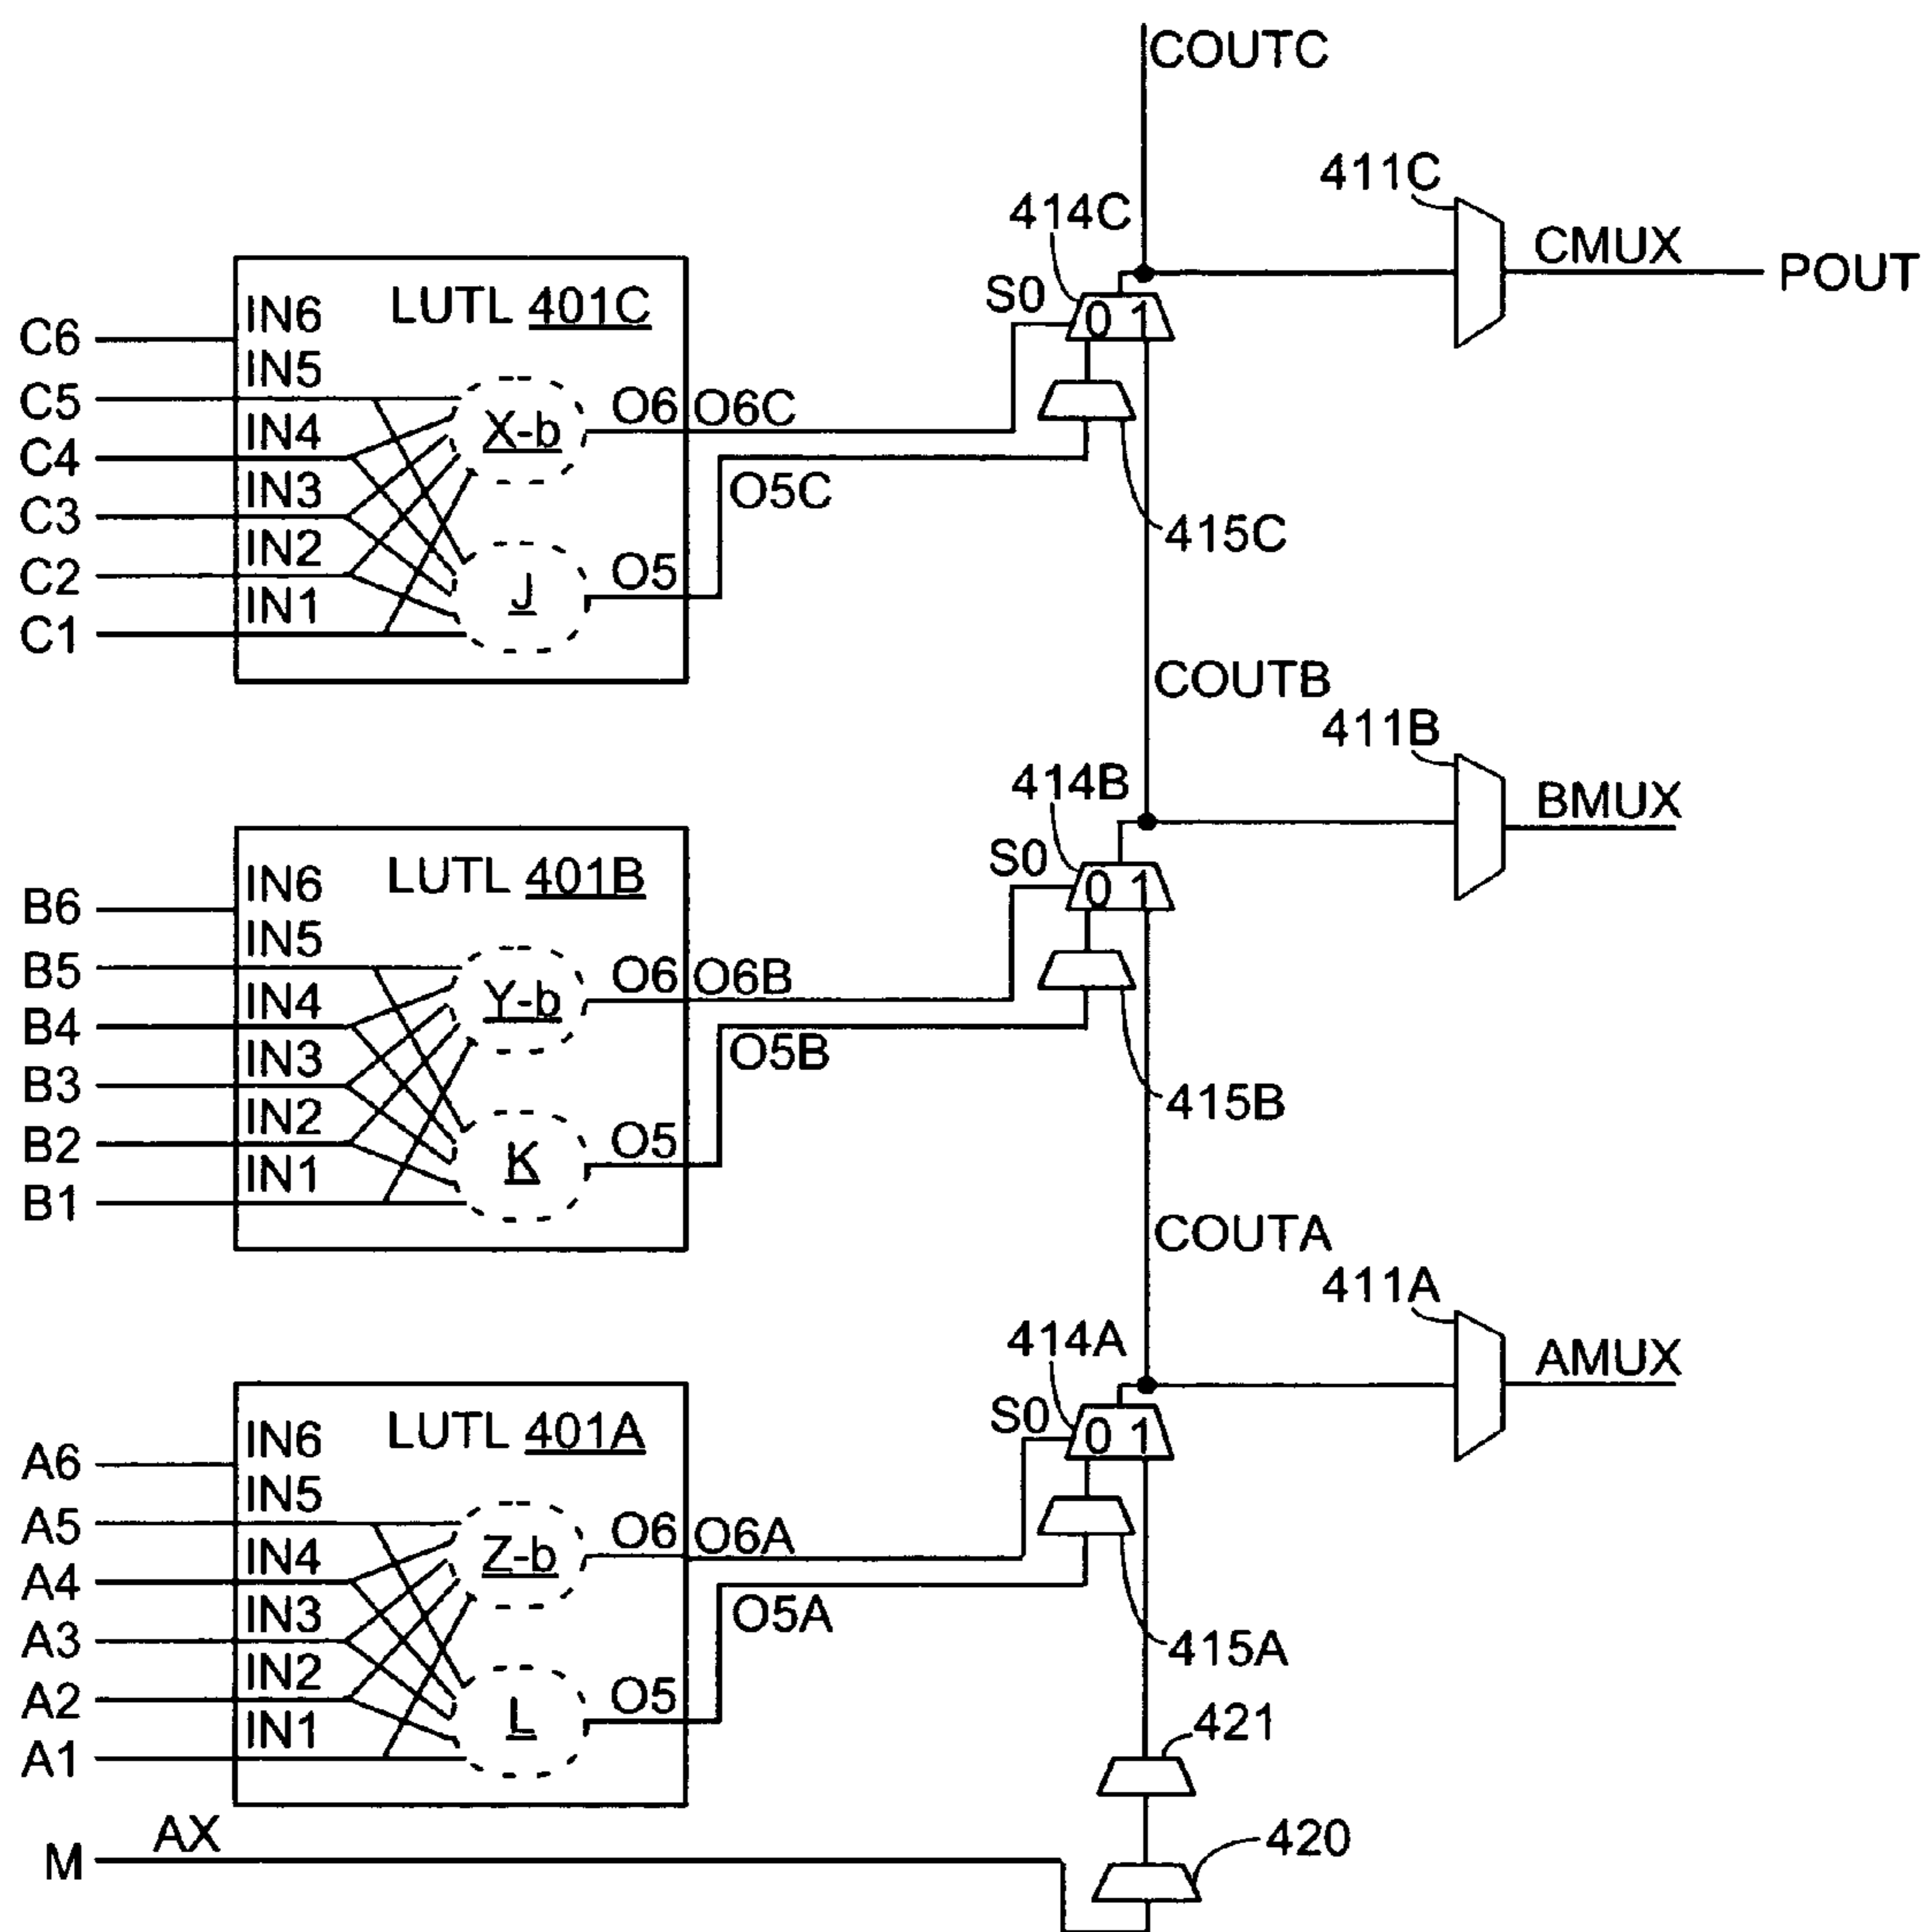 COUTC
411C
414C
CMUX
POUT
S0
0 1
LUTL 401C
C6 IN6
C5 IN5
C4 IN4
C3 IN3
C2 IN2
C1 IN1
X-b
J
O6 O6C
O5
O5C
415C
COUTB
411B
414B
BMUX
S0
0 1
LUTL 401B
B6 IN6
B5 IN5
B4 IN4
B3 IN3
B2 IN2
B1 IN1
Y-b
K
O6 O6B
O5
O5B
415B
COUTA
411A
414A
AMUX
S0
0 1
LUTL 401A
A6 IN6
A5 IN5
A4 IN4
A3 IN3
A2 IN2
A1 IN1
Z-b
L
O6 O6A
O5
O5A
415A
421
M AX
420